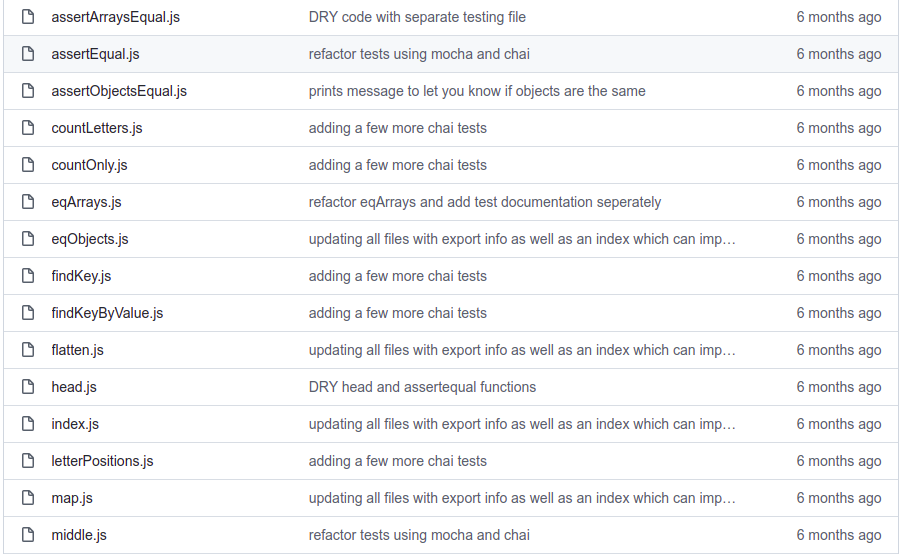 assertArraysEqual.js DRY code with separate testing file 6 months ago
assertEqual.js refactor tests using mocha and chai 6 months ago
assertObjectsEqual.js prints message to let you know if objects are the same 6 months ago
countLetters.js adding a few more chai tests 6 months ago
countOnly.js adding a few more chai tests 6 months ago
eqArrays.js refactor eqArrays and add test documentation seperately 6 months ago
eqObjects.js updating all files with export info as well as an index which can imp… 6 months ago
findKey.js adding a few more chai tests 6 months ago
findKeyByValue.js adding a few more chai tests 6 months ago
flatten.js updating all files with export info as well as an index which can imp… 6 months ago
head.js DRY head and assertequal functions 6 months ago
index.js updating all files with export info as well as an index which can imp… 6 months ago
letterPositions.js adding a few more chai tests 6 months ago
map.js updating all files with export info as well as an index which can imp… 6 months ago
middle.js refactor tests using mocha and chai 6 months ago